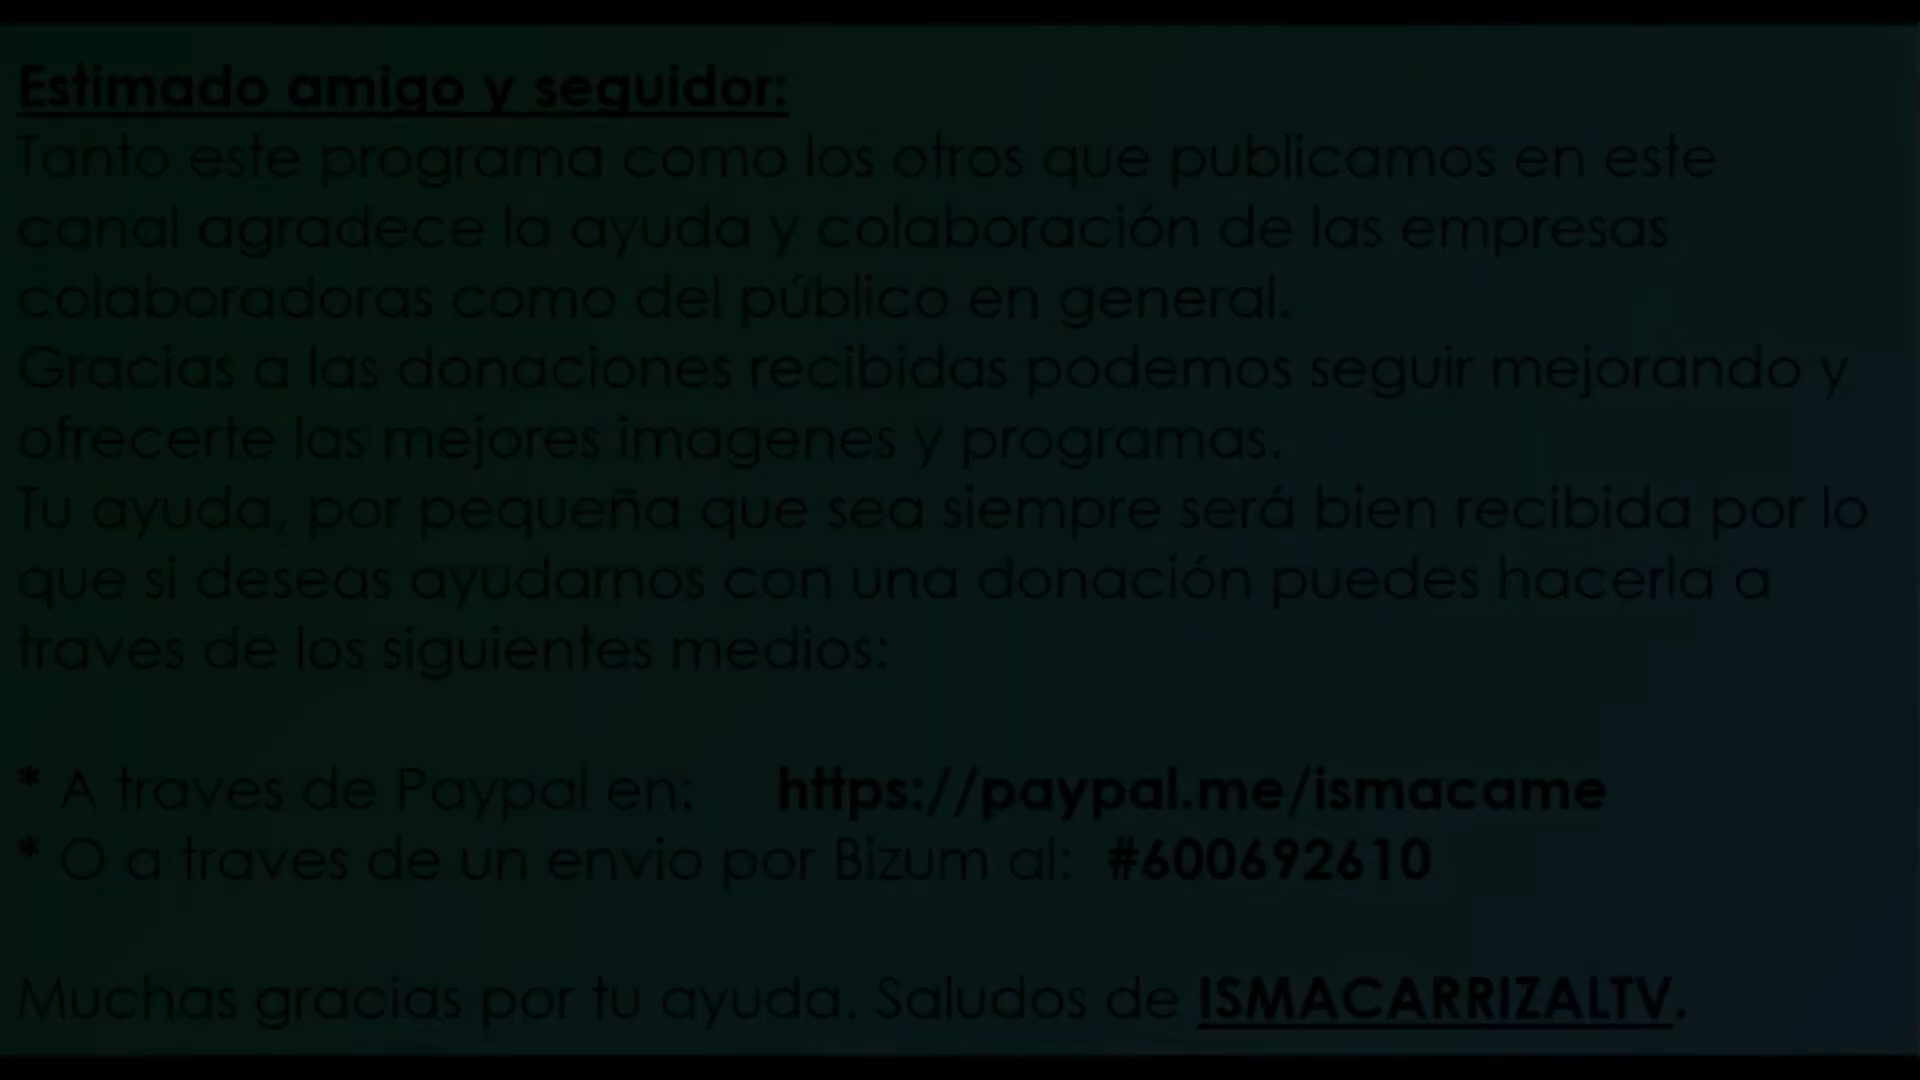 Estimado amigo y seguidor:
Tanto este programa como los otros que publicamos en este
canal agradece la ayuda y colaboración de las empresas
colaboradoras como del público en general.
Gracias a las donaciones recibidas podemos seguir mejorando y
ofrecerte las mejores imagenes y programas.
Tu ayuda, por pequeña que sea siempre será bien recibida por lo
que si deseas ayudarnos con una donación puedes hacerla a
traves de los siguientes medios:
* A traves de Paypal en: https://paypal.me/ismacame
* O a traves de un envio por Bizum al: #600692610
Muchas gracias por tu ayuda. Saludos de ISMACARRIZALTV.